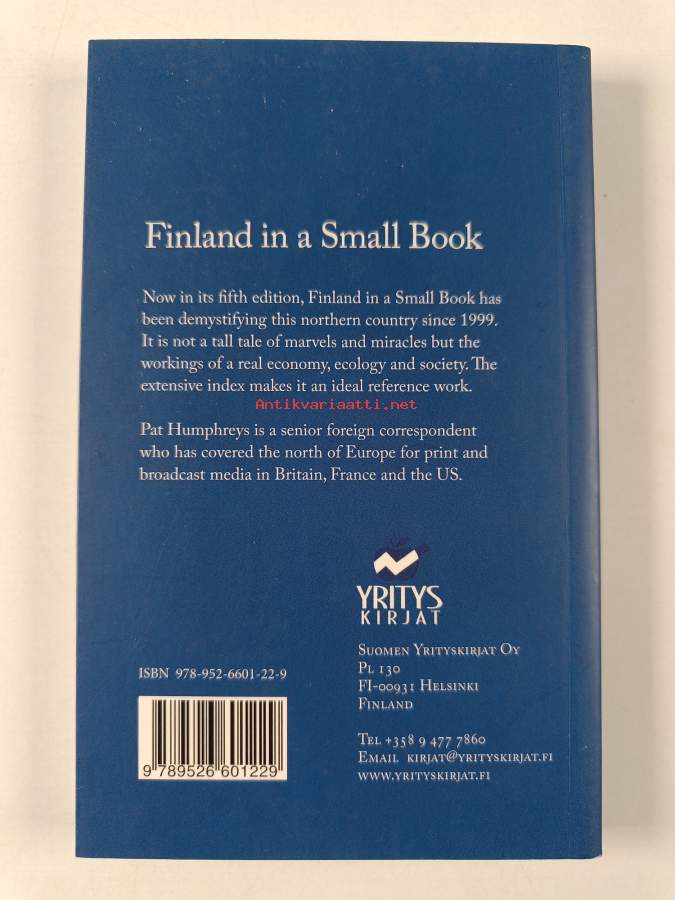 Finland in a Small Book
Now in its fifth edition, Finland in a Small Book has
been demystifying this northern country since 1999.
It is not a tall tale of marvels and miracles but the
workings of a real economy, ecology and society. The
extensive index makes it an ideal reference work.
Antikvariaatti.net
Pat Humphreys is a senior foreign correspondent
who has covered the north of Europe for print and
broadcast media in Britain, France and the US.
YRITYS
KIRJAT
SUOMEN YRITYSKIRJAT OY
PL 130
FI-00931 HELSINKI
FINLAND
TEL +358 9 477 7860
EMAIL KIRJAT@YRITYSKIRJAT.FI
WWW.YRITYSKIRJAT.FI
ISBN 978-952-6601-22-9
9 789526 601229